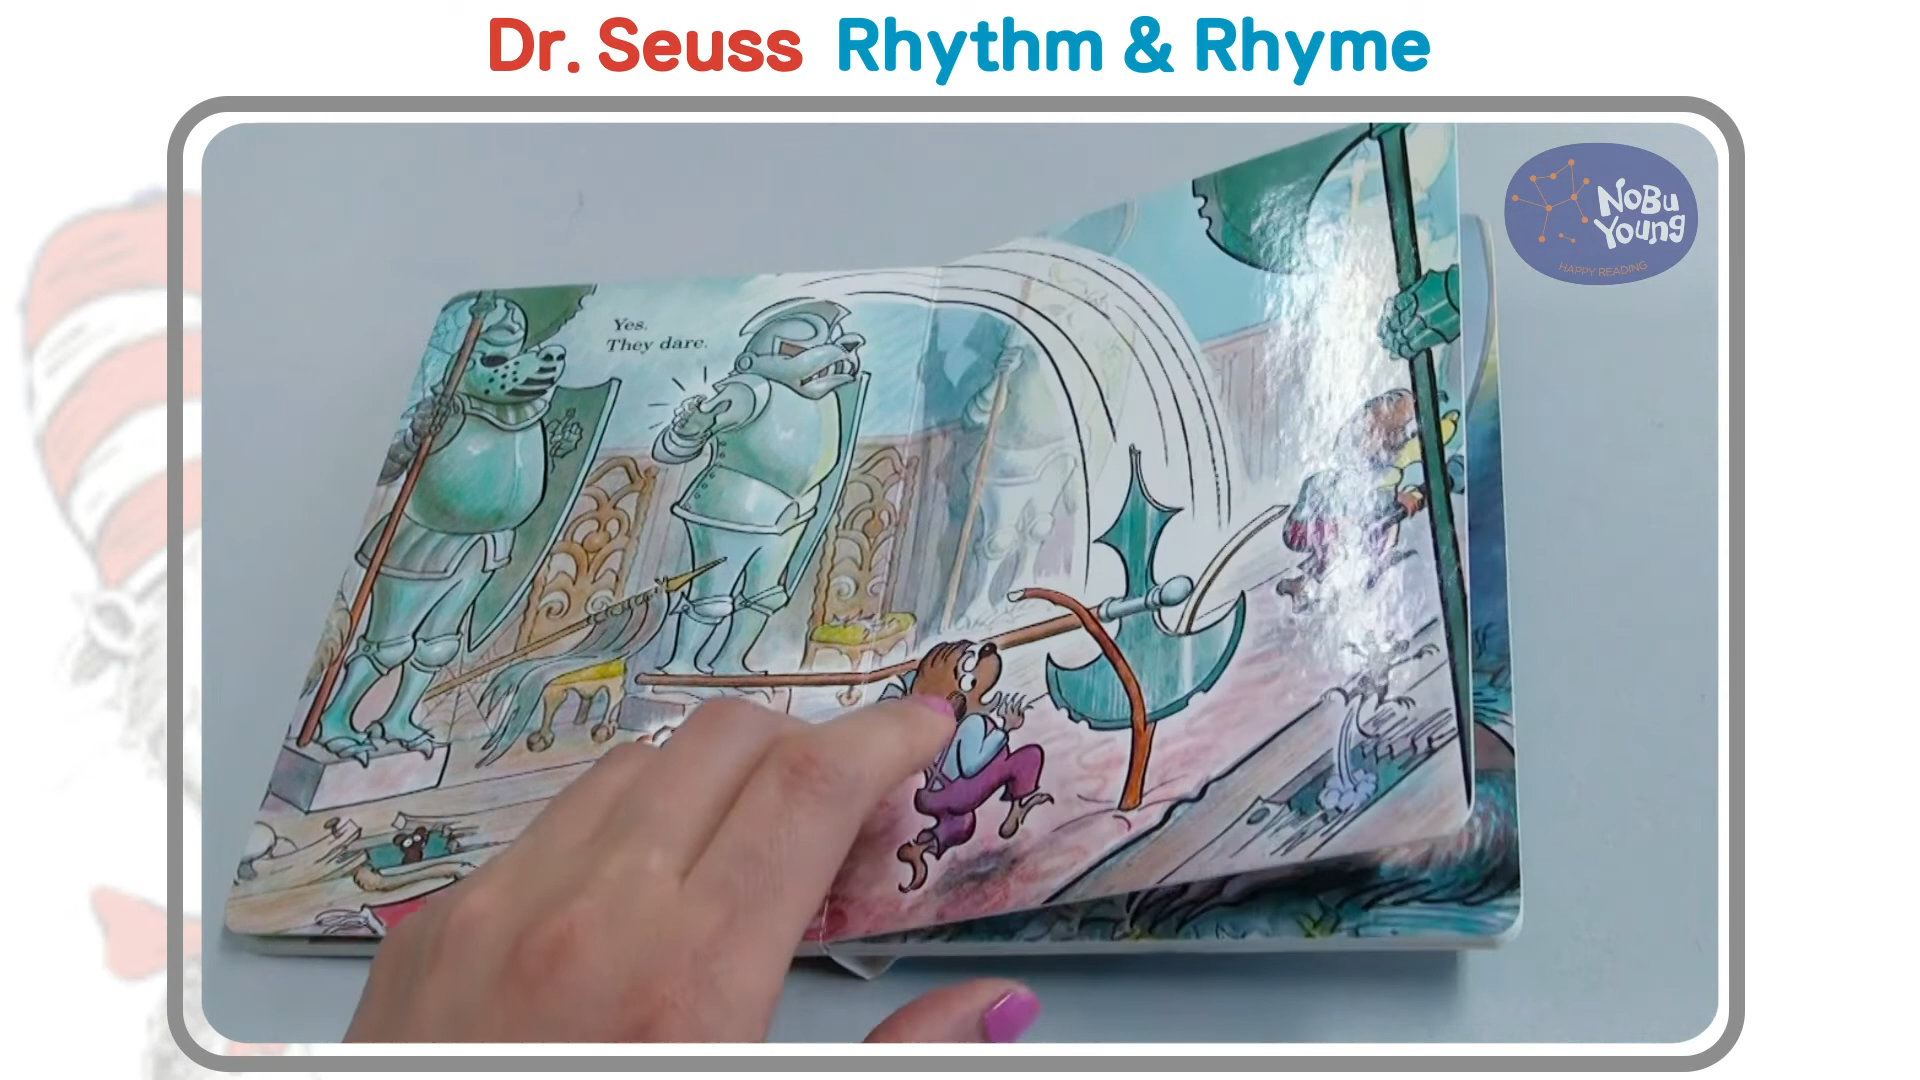 Dr. Seuss Rhythm & Rhyme
NoBu
Young
HAPPY READING
Yes.
They dare.